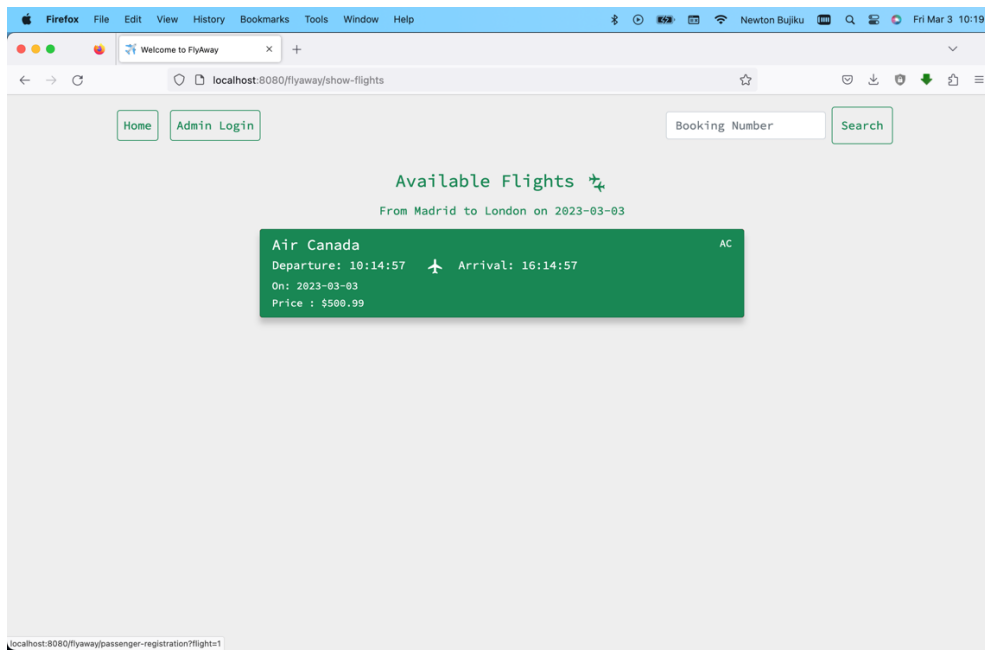 Firefox File Edit View History Bookmarks Tools Window Help Newton Bujiku Fri Mar 3 10:19
Welcome to FlyAway
localhost:8080/flyaway/show-flights
Home Admin Login Booking Number Search
Available Flights
From Madrid to London on 2023-03-03
Air Canada AC
Departure: 10:14:57 Arrival: 16:14:57
On: 2023-03-03
Price : $500.99
localhost:8080/flyaway/passenger-registration?flight=1